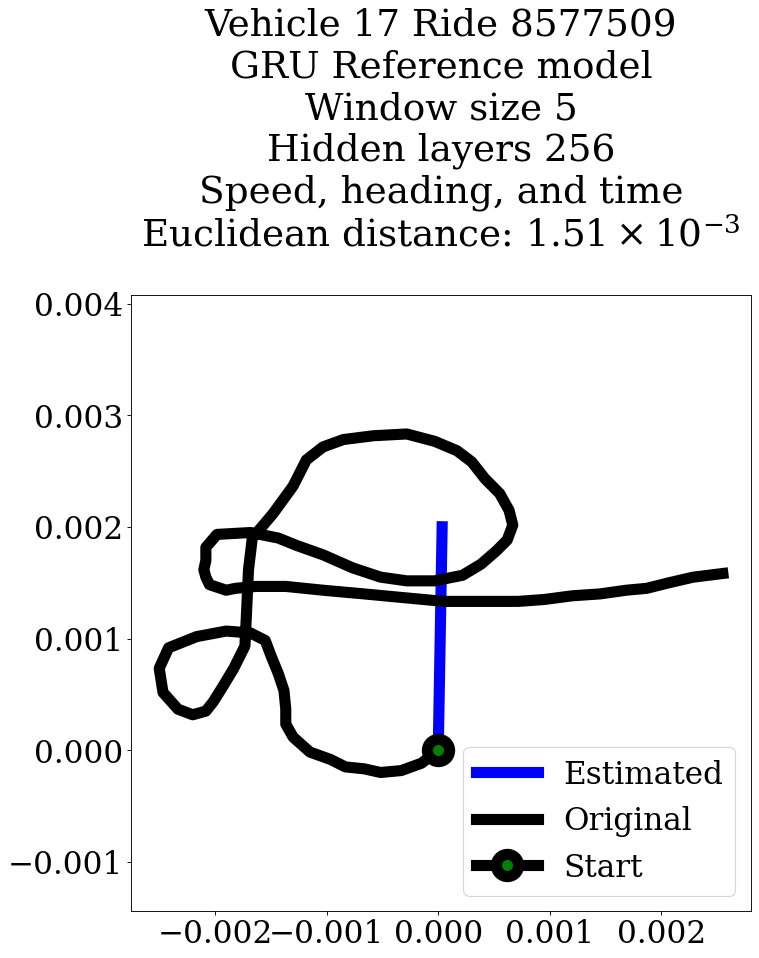 Vehicle 17 Ride 8577509
GRU Reference model
Window size 5
Hidden layers 256
Speed, heading, and time
Euclidean distance: 1.51 × 10⁻³
0.004
0.003
0.002
0.001
0.000
−0.001
−0.002 −0.001 0.000 0.001 0.002
Estimated
Original
Start